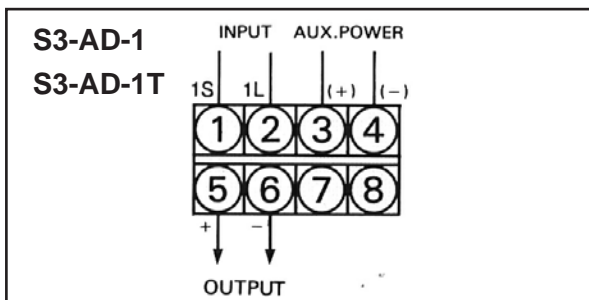 S3-AD-1
S3-AD-1T
INPUT AUX.POWER
1S 1L (+) (−)
1 2 3 4
5 6 7 8
+ −
OUTPUT